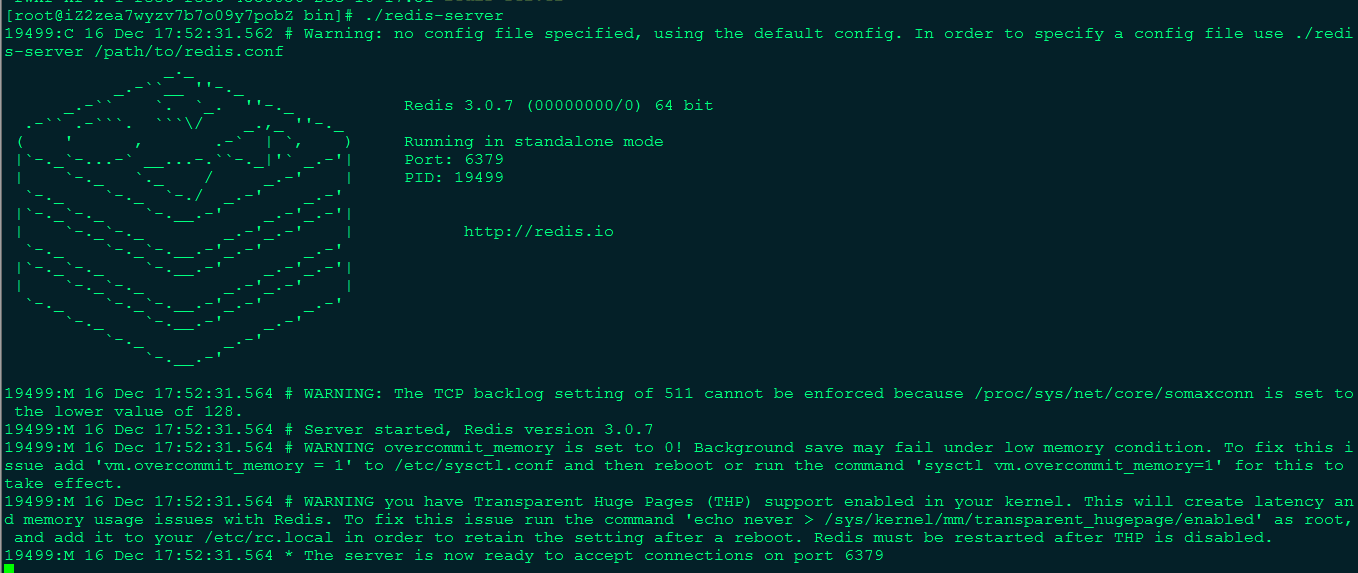 [root@iZ2zea7wyzv7b7o09y7pobZ bin]# ./redis-server
19499:C 16 Dec 17:52:31.562 # Warning: no config file specified, using the default config. In order to specify a config file use ./redi
s-server /path/to/redis.conf
Redis 3.0.7 (00000000/0) 64 bit
Running in standalone mode
Port: 6379
PID: 19499
http://redis.io
19499:M 16 Dec 17:52:31.564 # WARNING: The TCP backlog setting of 511 cannot be enforced because /proc/sys/net/core/somaxconn is set to
the lower value of 128.
19499:M 16 Dec 17:52:31.564 # Server started, Redis version 3.0.7
19499:M 16 Dec 17:52:31.564 # WARNING overcommit_memory is set to 0! Background save may fail under low memory condition. To fix this i
ssue add 'vm.overcommit_memory = 1' to /etc/sysctl.conf and then reboot or run the command 'sysctl vm.overcommit_memory=1' for this to
take effect.
19499:M 16 Dec 17:52:31.564 # WARNING you have Transparent Huge Pages (THP) support enabled in your kernel. This will create latency an
d memory usage issues with Redis. To fix this issue run the command 'echo never > /sys/kernel/mm/transparent_hugepage/enabled' as root,
and add it to your /etc/rc.local in order to retain the setting after a reboot. Redis must be restarted after THP is disabled.
19499:M 16 Dec 17:52:31.564 * The server is now ready to accept connections on port 6379